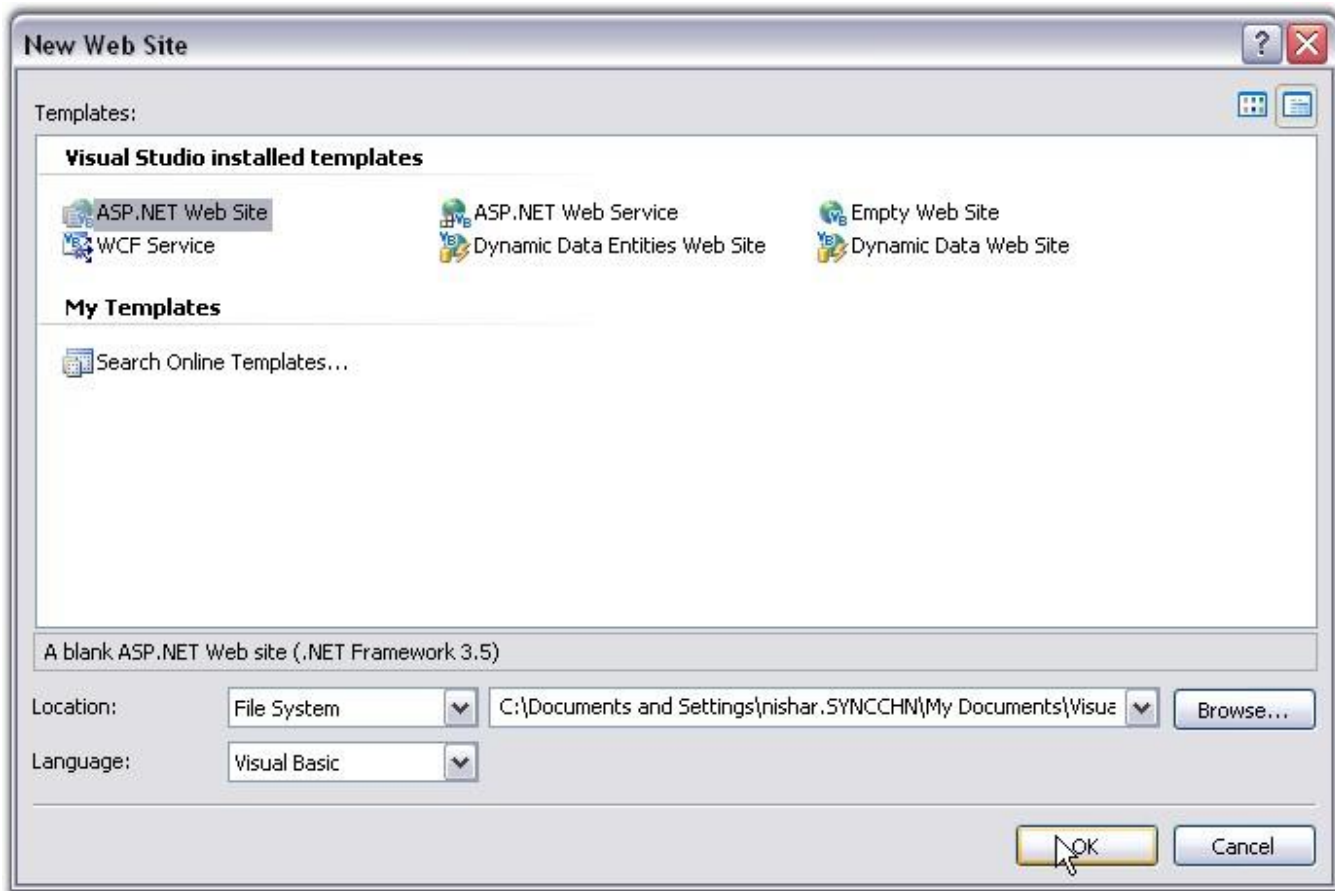 New Web Site
Templates:
Visual Studio installed templates
ASP.NET Web Site ASP.NET Web Service Empty Web Site
WCF Service Dynamic Data Entities Web Site Dynamic Data Web Site
My Templates
Search Online Templates...
A blank ASP.NET Web site (.NET Framework 3.5)
Location: File System C:\Documents and Settings\nishar.SYNCCHN\My Documents\Visua Browse...
Language: Visual Basic
OK Cancel